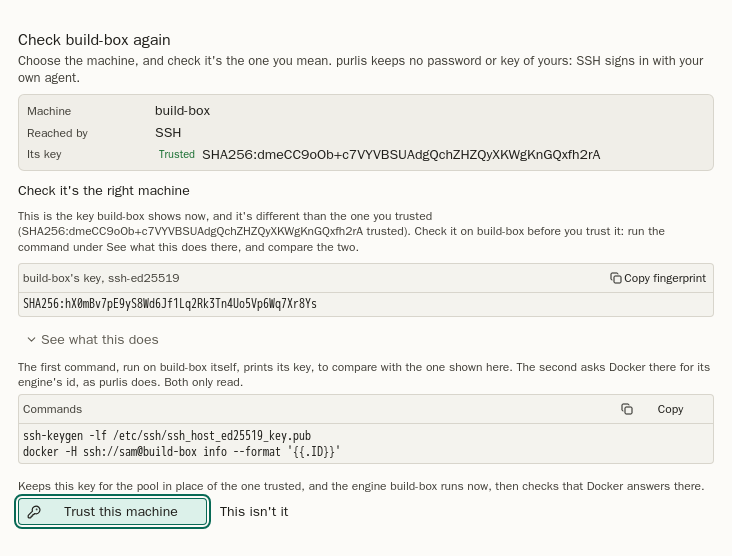 Check build-box again
Choose the machine, and check it's the one you mean. purlis keeps no password or key of yours: SSH signs in with your
own agent.
Machine build-box
Reached by SSH
Its key Trusted SHA256:dmeCC9oOb+c7VYVBSUAdgQchZHZQyXKWgKnGQxfh2rA
Check it's the right machine
This is the key build-box shows now, and it's different than the one you trusted
(SHA256:dmeCC9oOb+c7VYVBSUAdgQchZHZQyXKWgKnGQxfh2rA trusted). Check it on build-box before you trust it: run the
command under See what this does there, and compare the two.
build-box's key, ssh-ed25519 Copy fingerprint
SHA256:hX0mBv7pE9yS8Wd6Jf1Lq2Rk3Tn4Uo5Vp6Wq7Xr8Ys
See what this does
The first command, run on build-box itself, prints its key, to compare with the one shown here. The second asks Docker there for its
engine's id, as purlis does. Both only read.
Commands Copy
ssh-keygen -lf /etc/ssh/ssh_host_ed25519_key.pub
docker -H ssh://sam@build-box info --format '{{.ID}}'
Keeps this key for the pool in place of the one trusted, and the engine build-box runs now, then checks that Docker answers there.
Trust this machine This isn't it